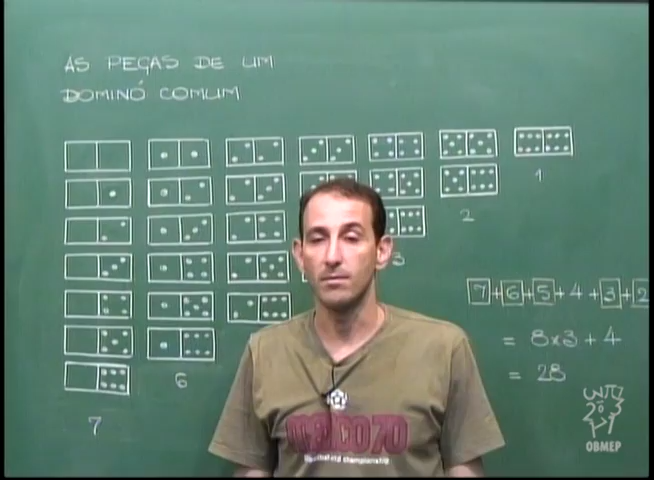 AS PEÇAS DE UM
DOMINÓ COMUM
1
2
3
6
7
7+6+5+4+3+2
= 8x3+4
= 28
OBMEP